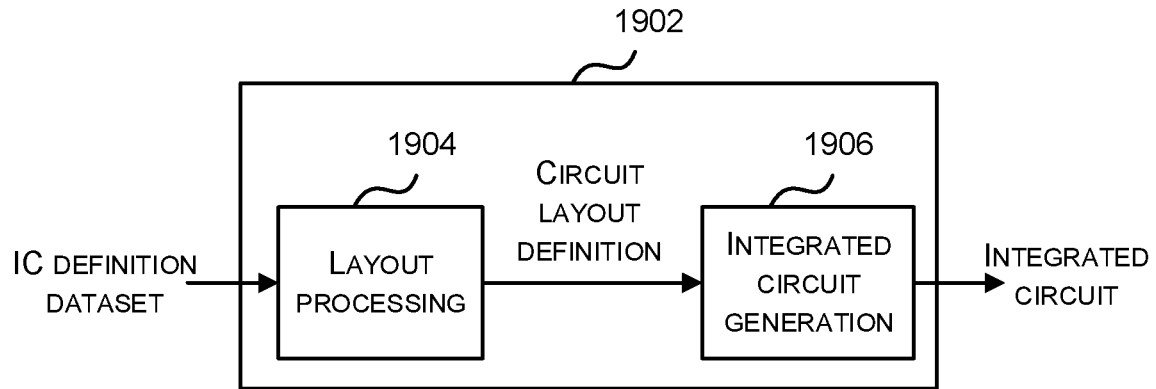 1902
1904
1906
CIRCUIT
LAYOUT
DEFINITION
IC DEFINITION
DATASET
LAYOUT
PROCESSING
INTEGRATED
CIRCUIT
GENERATION
INTEGRATED
CIRCUIT